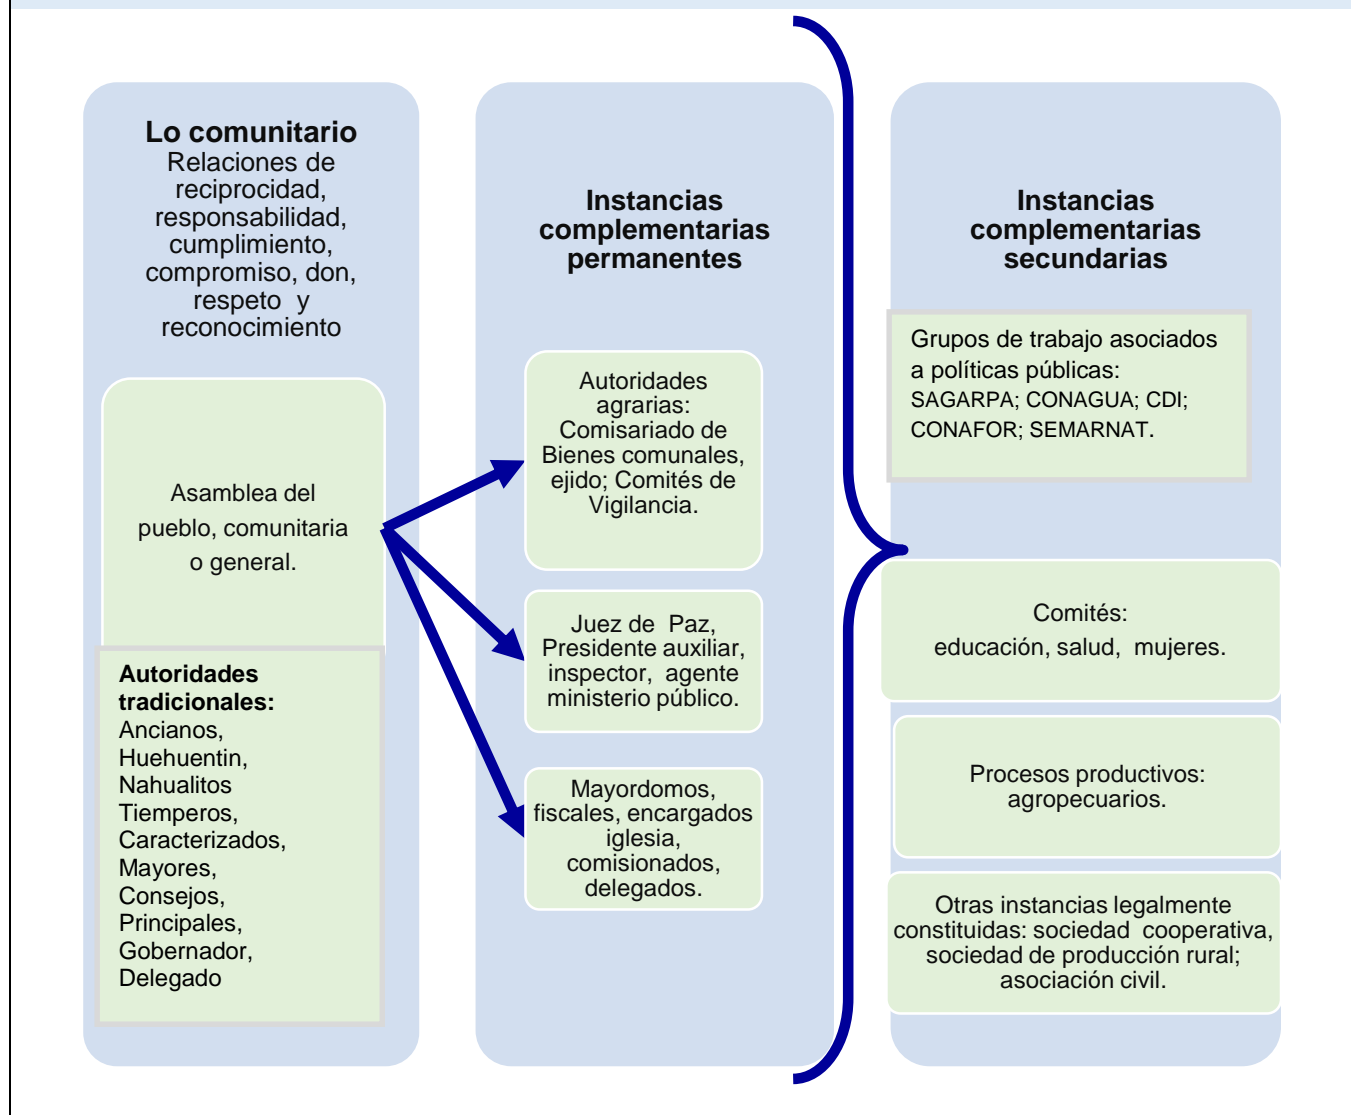 Lo comunitario
Relaciones de
reciprocidad,
responsabilidad,
cumplimiento,
compromiso, don,
respeto y
reconocimiento
Asamblea del
pueblo, comunitaria
o general.
Autoridades
tradicionales:
Ancianos,
Huehuentin,
Nahualitos
Tiemperos,
Caracterizados,
Mayores,
Consejos,
Principales,
Gobernador,
Delegado
Instancias
complementarias
permanentes
Autoridades
agrarias:
Comisariado de
Bienes comunales,
ejido; Comités de
Vigilancia.
Juez de Paz,
Presidente auxiliar,
inspector, agente
ministerio público.
Mayordomos,
fiscales, encargados
iglesia,
comisionados,
delegados.
Instancias
complementarias
secundarias
Grupos de trabajo asociados
a políticas públicas:
SAGARPA; CONAGUA; CDI;
CONAFOR; SEMARNAT.
Comités:
educación, salud, mujeres.
Procesos productivos:
agropecuarios.
Otras instancias legalmente
constituidas: sociedad cooperativa,
sociedad de producción rural;
asociación civil.